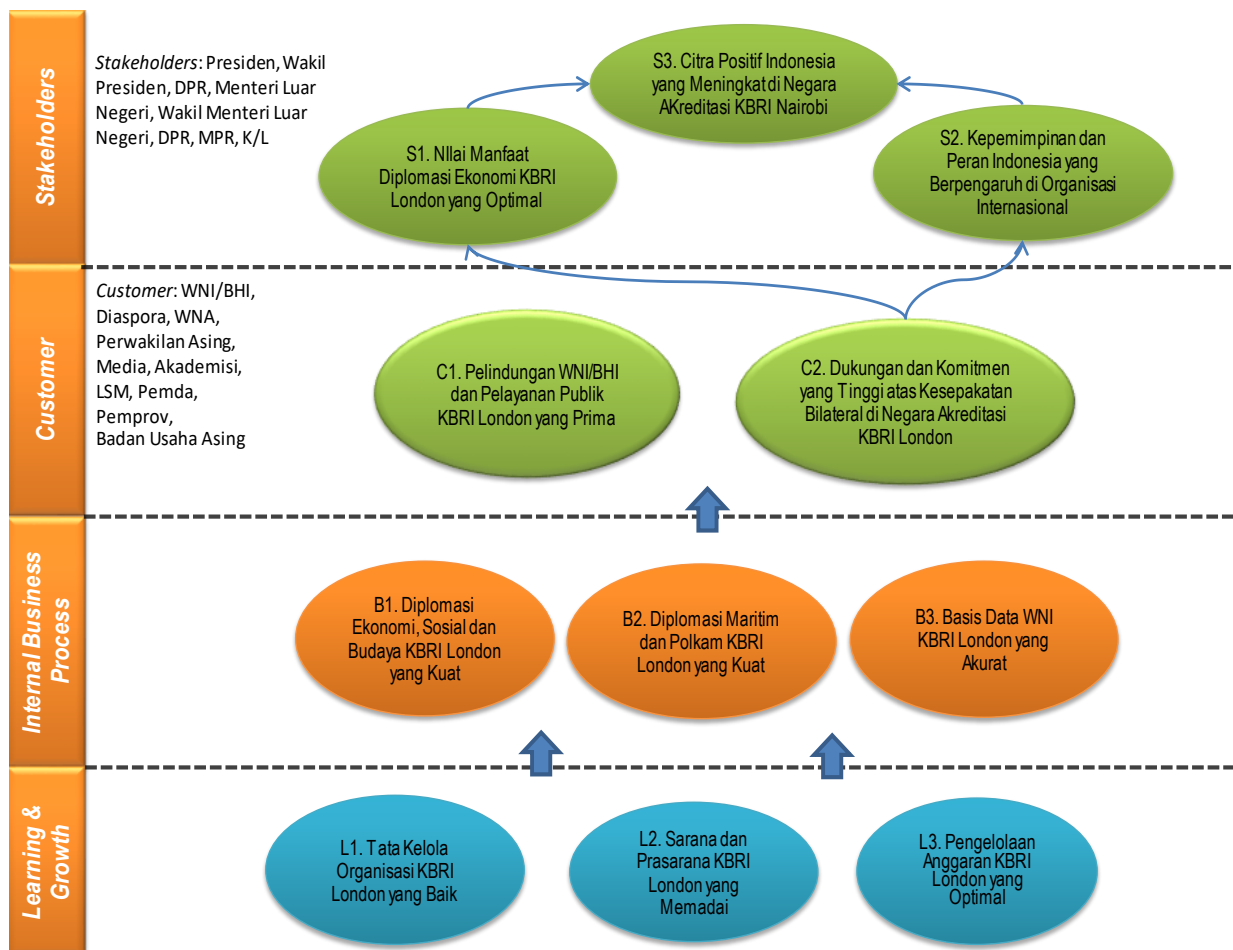 Stakeholders
Stakeholders: Presiden, Wakil
Presiden, DPR, Menteri Luar
Negeri, Wakil Menteri Luar
Negeri, DPR, MPR, K/L
S3. Citra Positif Indonesia
yang Meningkat di Negara
AKreditasi KBRI Nairobi
S1. NIlai Manfaat
Diplomasi Ekonomi KBRI
London yang Optimal
S2. Kepemimpinan dan
Peran Indonesia yang
Berpengaruh di Organisasi
Internasional
Customer
Customer: WNI/BHI,
Diaspora, WNA,
Perwakilan Asing,
Media, Akademisi,
LSM, Pemda,
Pemprov,
Badan Usaha Asing
C1. Pelindungan WNI/BHI
dan Pelayanan Publik
KBRI London yang Prima
C2. Dukungan dan Komitmen
yang Tinggi atas Kesepakatan
Bilateral di Negara Akreditasi
KBRI London
Internal Business
Process
B1. Diplomasi
Ekonomi, Sosial dan
Budaya KBRI London
yang Kuat
B2. Diplomasi Maritim
dan Polkam KBRI
London yang Kuat
B3. Basis Data WNI
KBRI London yang
Akurat
Learning &
Growth
L1. Tata Kelola
Organisasi KBRI
London yang Baik
L2. Sarana dan
Prasarana KBRI
London yang
Memadai
L3. Pengelolaan
Anggaran KBRI
London yang
Optimal